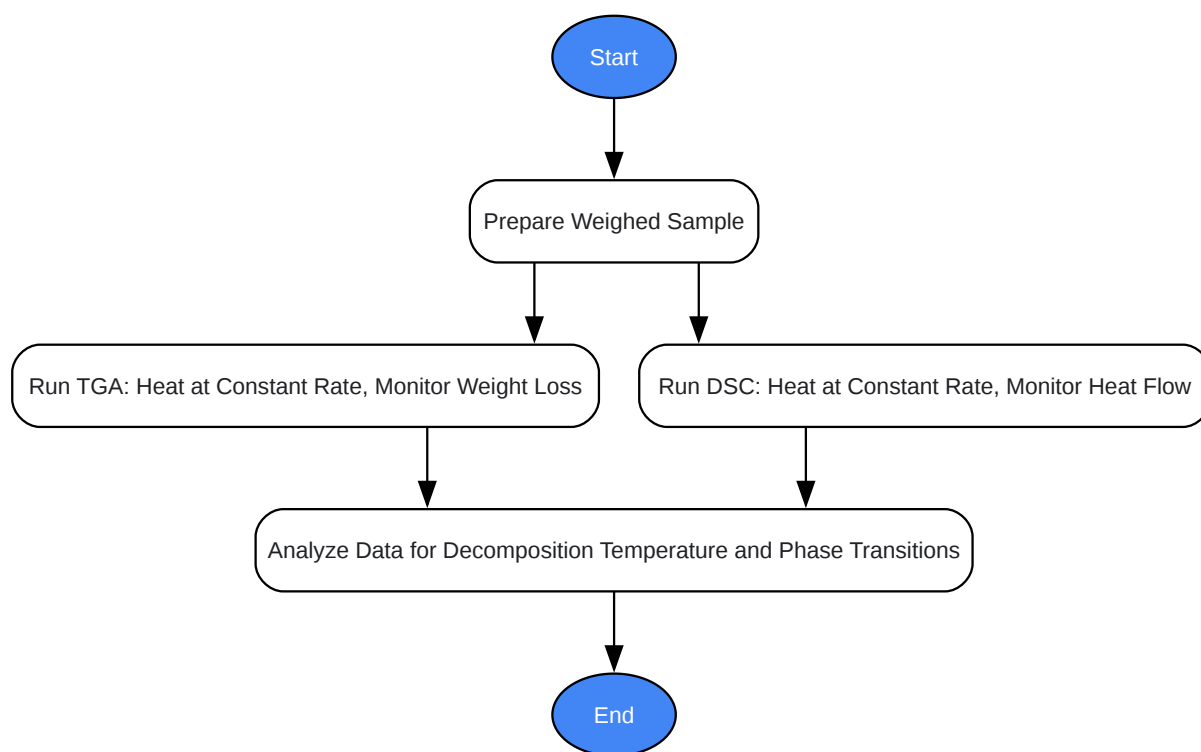 Start
Prepare Weighed Sample
Run TGA: Heat at Constant Rate, Monitor Weight Loss
Run DSC: Heat at Constant Rate, Monitor Heat Flow
Analyze Data for Decomposition Temperature and Phase Transitions
End